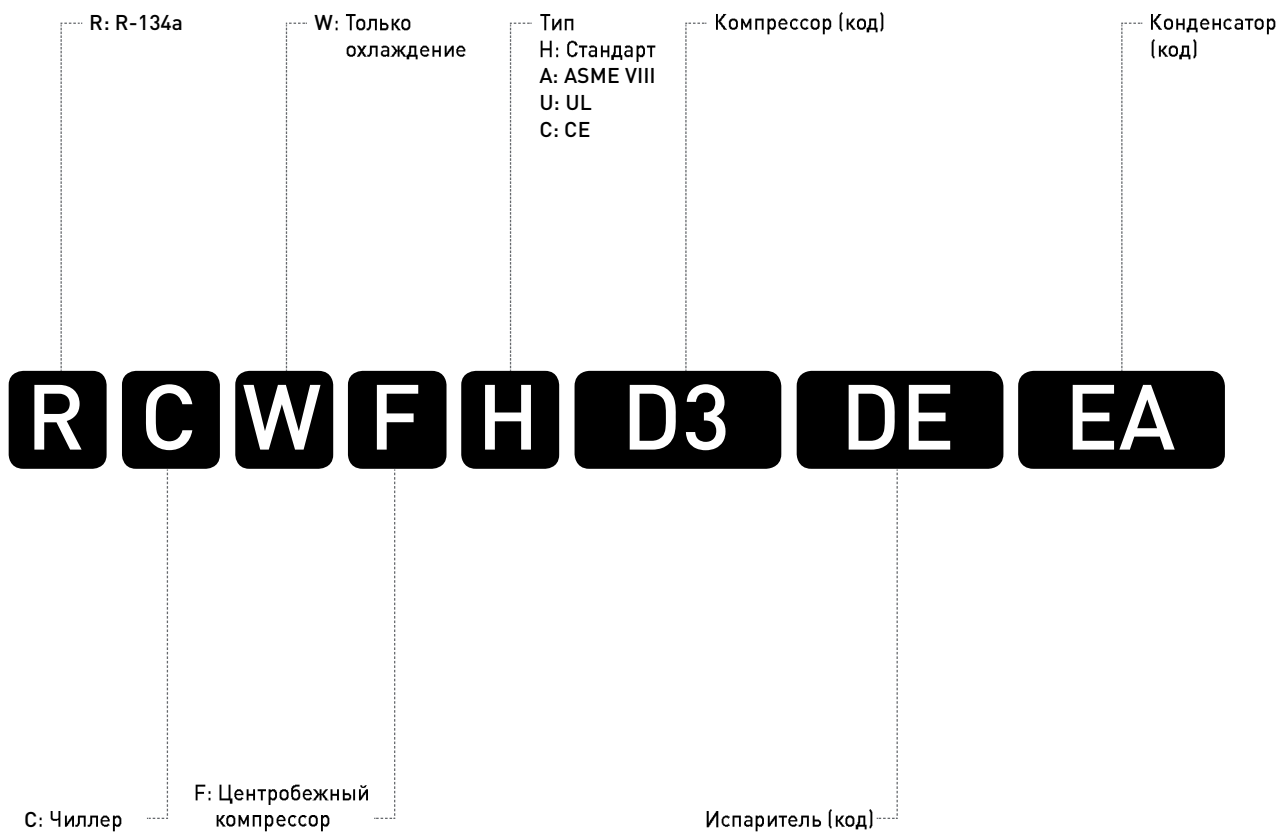 R: R-134a
W: Только
охлаждение
Тип
H: Стандарт
A: ASME VIII
U: UL
C: CE
Компрессор (код)
Конденсатор
(код)
R C W F H D3 DE EA
C: Чиллер
F: Центробежный
компрессор
Испаритель (код)